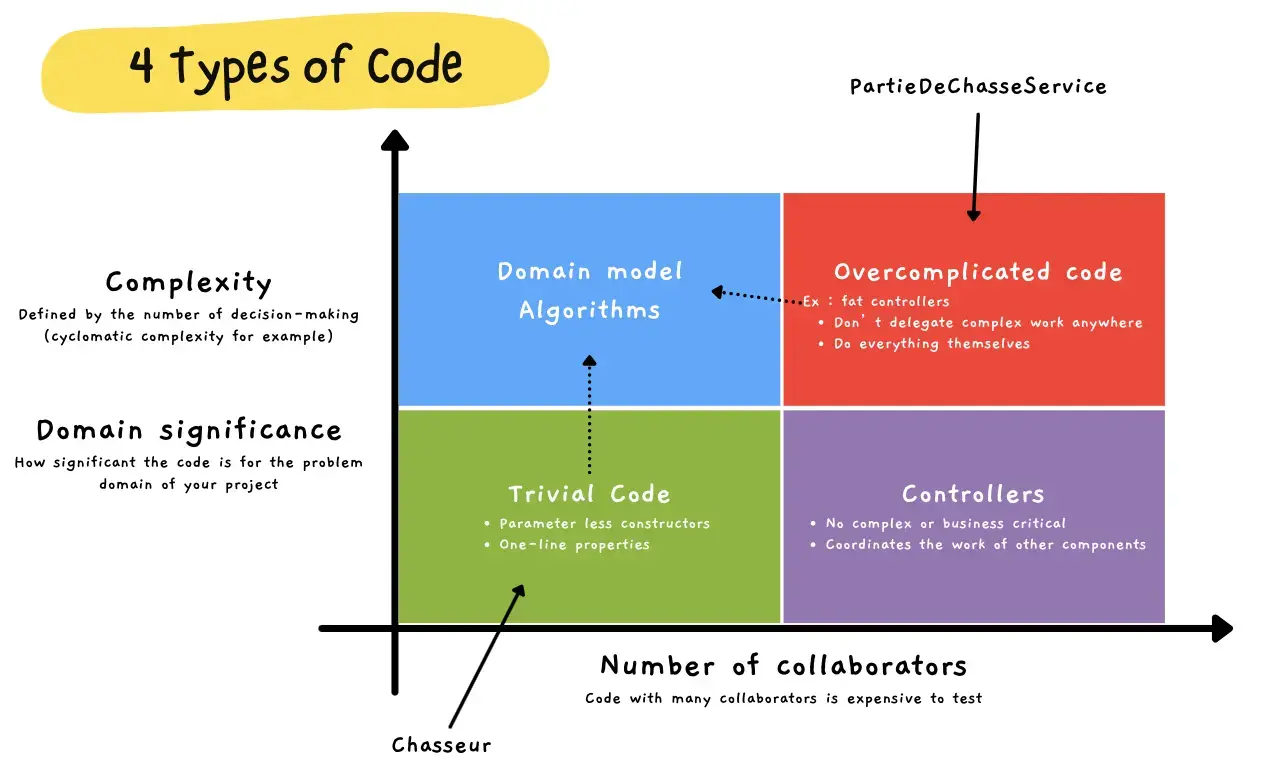 4 Types of Code
PartieDeChasseService
Complexity
Defined by the number of decision-making
(cyclomatic complexity for example)
Domain significance
How significant the code is for the problem
domain of your project
Domain model
Algorithms
Overcomplicated code
Ex : fat controllers
• Don't delegate complex work anywhere
• Do everything themselves
Trivial Code
• Parameter less constructors
• One-line properties
Controllers
• No complex or business critical
• Coordinates the work of other components
Number of collaborators
Code with many collaborators is expensive to test
Chasseur